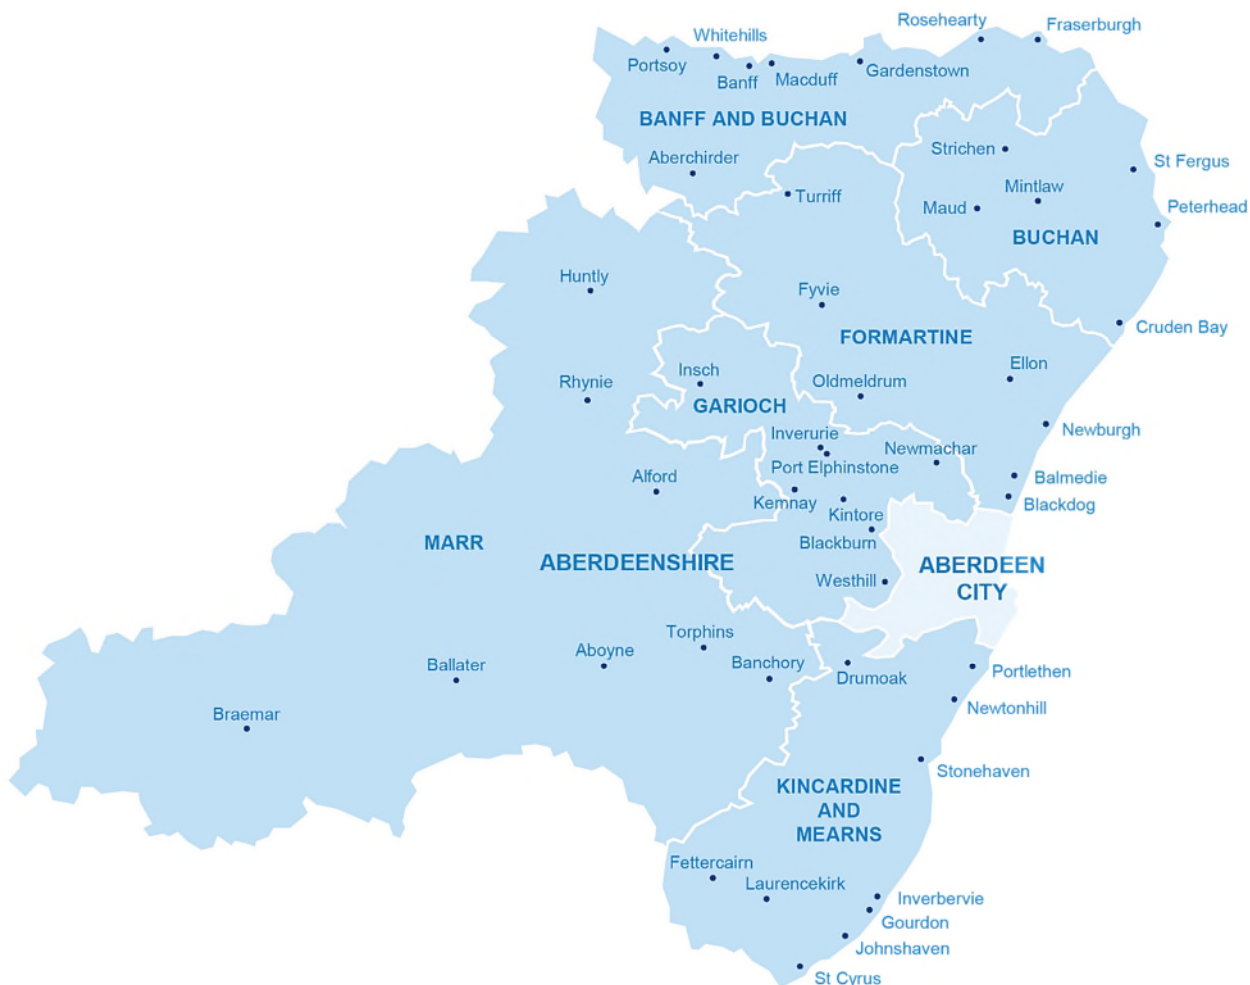 Rosehearty
Fraserburgh
Whitehills
Portsoy
Banff
Macduff
Gardenstown
BANFF AND BUCHAN
Strichen
Aberchirder
St Fergus
Mintlaw
Turriff
Maud
Peterhead
BUCHAN
Huntly
Fyvie
Cruden Bay
FORMARTINE
Ellon
Insch
Rhynie
Oldmeldrum
GARIOCH
Newburgh
Inverurie
Newmachar
Port Elphinstone
Alford
Balmedie
Kemnay
Blackdog
Kintore
MARR
Blackburn
ABERDEENSHIRE
ABERDEEN
CITY
Westhill
Torphins
Aboyne
Ballater
Banchory
Drumoak
Portlethen
Newtonhill
Braemar
Stonehaven
KINCARDINE
AND
MEARNS
Fettercairn
Laurencekirk
Inverbervie
Gourdon
Johnshaven
St Cyrus